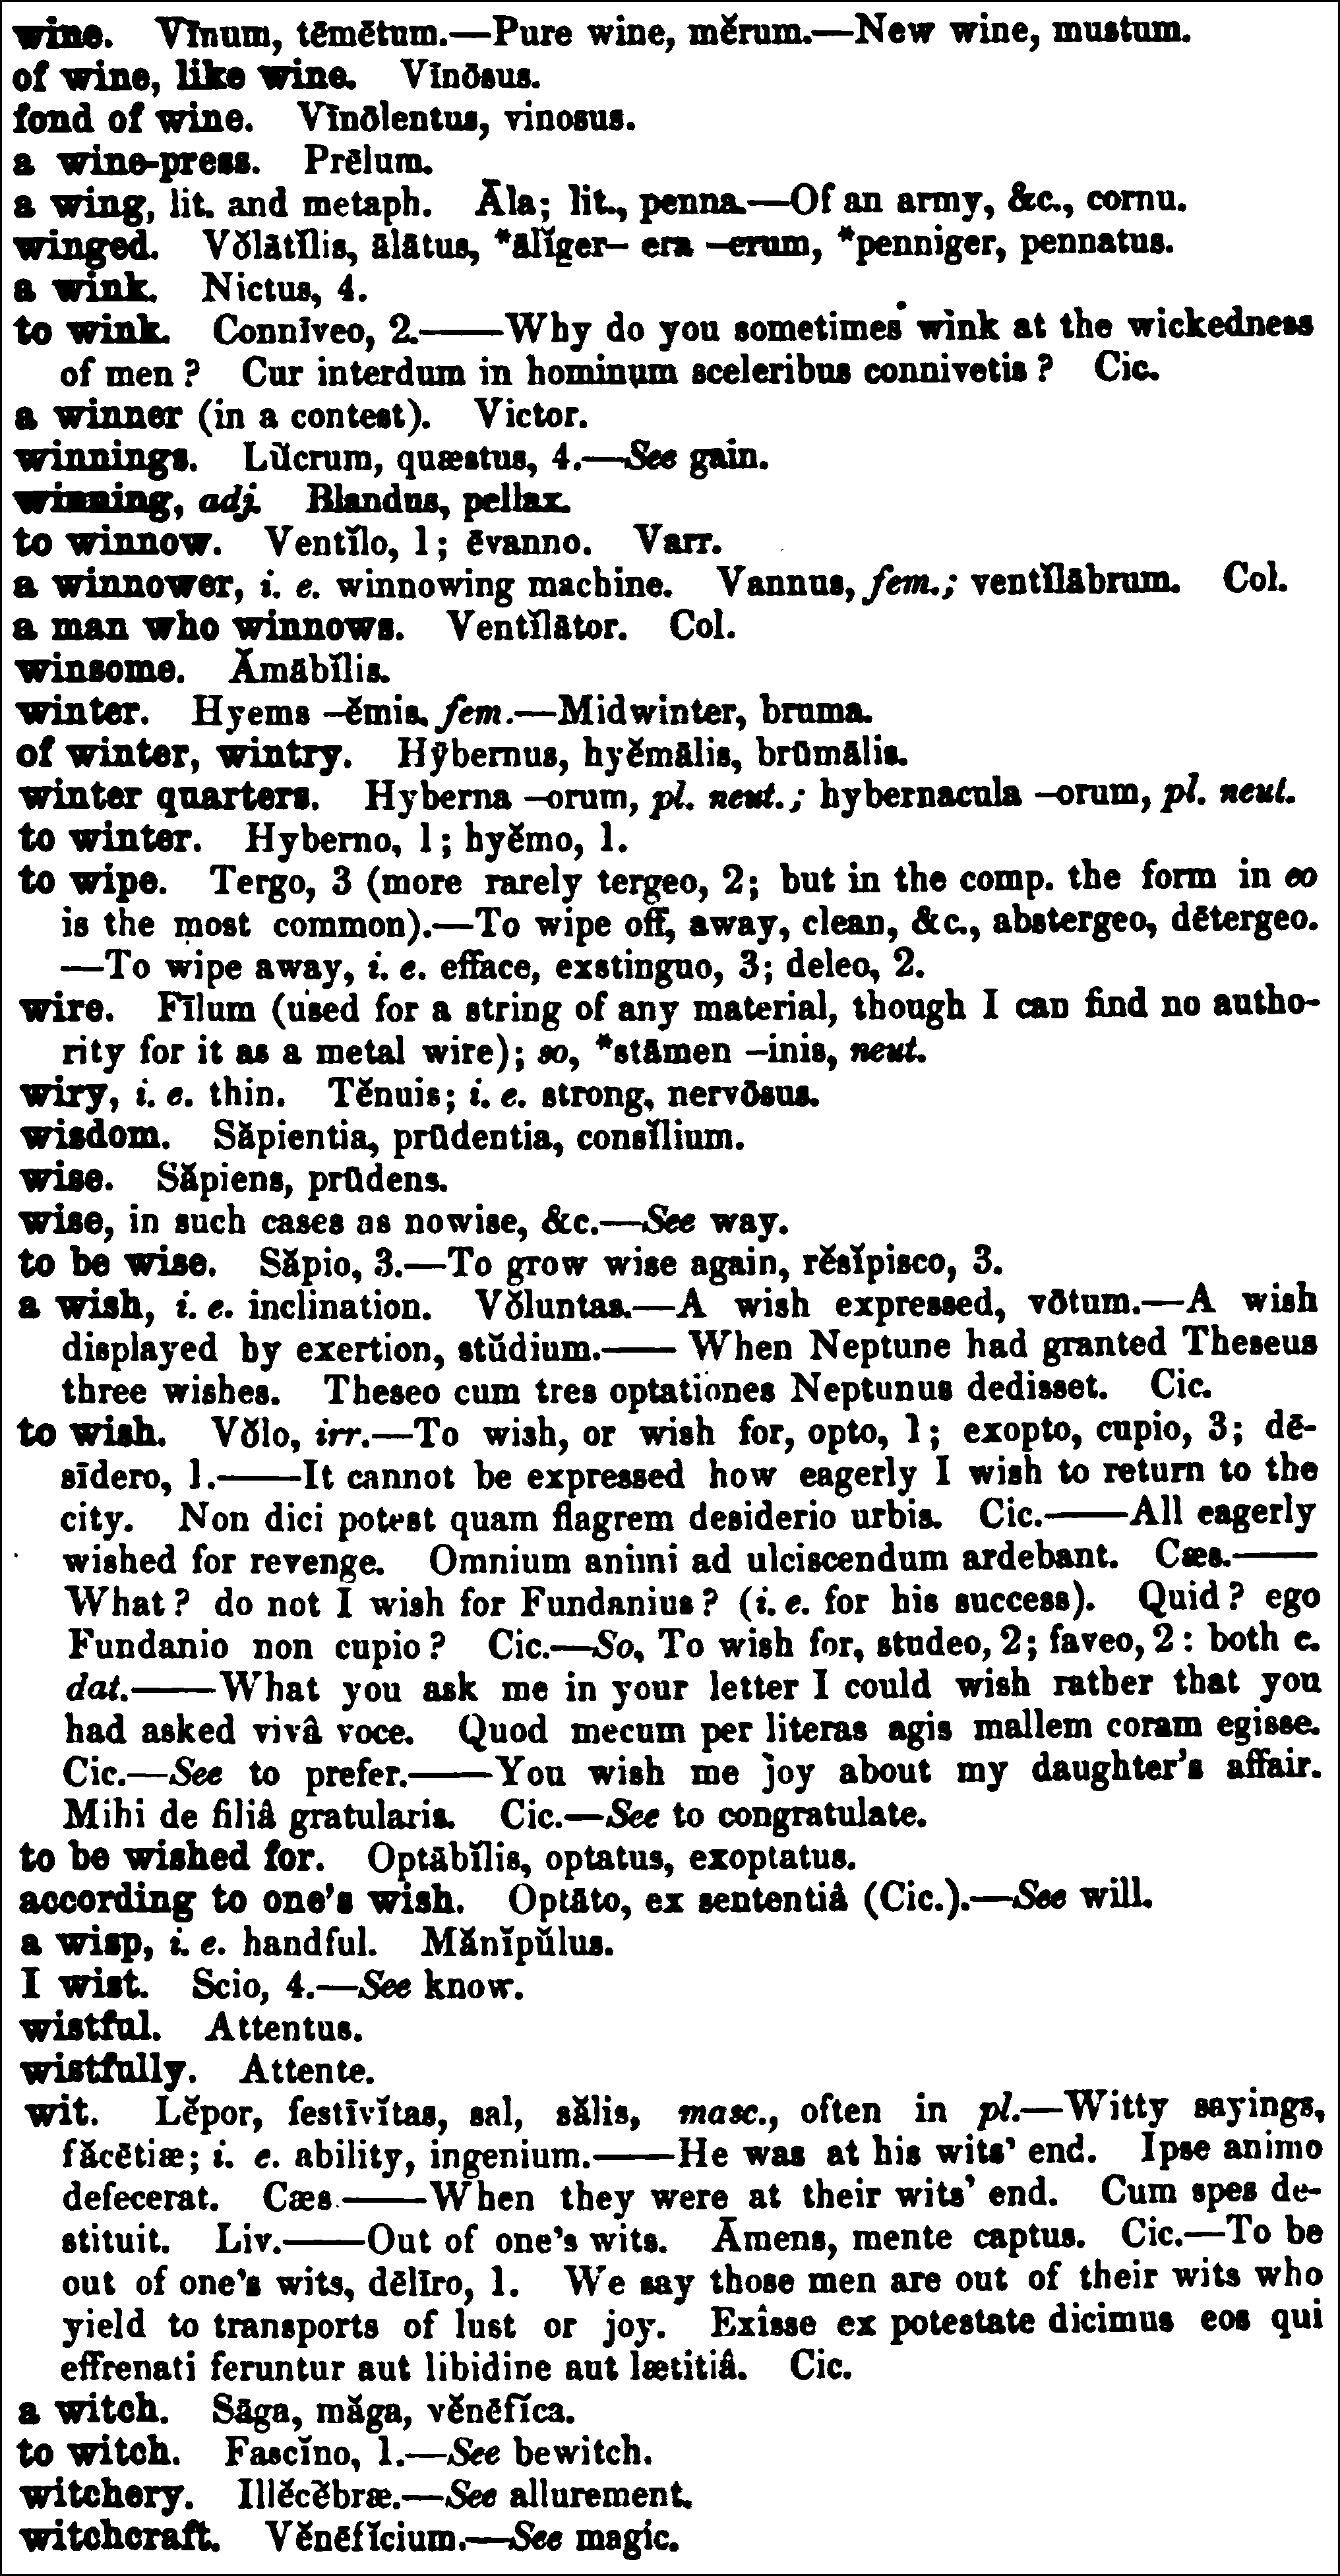 wine. Vīnum, tēmētum.—Pure wine, mĕrum.—New wine, mustum.
of wine, like wine. Vīnōsus.
fond of wine. Vīnŏlentus, vinosus.
a wine-press. Prēlum.
a wing, lit. and metaph. Āla; lit., penna.—Of an army, &c., cornu.
winged. Vŏlātĭlis, ālātus, *ālĭger– era –erum, *penniger, pennatus.
a wink. Nictus, 4.
to wink. Connīveo, 2.——Why do you sometimes wink at the wickedness
of men? Cur interdum in hominum sceleribus connivetis? Cic.
a winner (in a contest). Victor.
winnings. Lŭcrum, quæstus, 4.—See gain.
winning, adj. Blandus, pellax.
to winnow. Ventĭlo, 1; ēvanno. Varr.
a winnower, i. e. winnowing machine. Vannus, fem.; ventĭlābrum. Col.
a man who winnows. Ventĭlātor. Col.
winsome. Ămābĭlis.
winter. Hyems –ĕmis, fem.—Midwinter, bruma.
of winter, wintry. Hȳbernus, hyĕmālis, brūmālis.
winter quarters. Hyberna –orum, pl. neut.; hybernacula –orum, pl. neut.
to winter. Hyberno, 1; hyĕmo, 1.
to wipe. Tergo, 3 (more rarely tergeo, 2; but in the comp. the form in eo
is the most common).—To wipe off, away, clean, &c., abstergeo, dētergeo.
—To wipe away, i. e. efface, exstinguo, 3; deleo, 2.
wire. Fīlum (used for a string of any material, though I can find no autho-
rity for it as a metal wire); so, *stāmen –inis, neut.
wiry, i. e. thin. Tĕnuis; i. e. strong, nervōsus.
wisdom. Săpientia, prūdentia, consĭlium.
wise. Săpiens, prūdens.
wise, in such cases as nowise, &c.—See way.
to be wise. Săpio, 3.—To grow wise again, rĕsĭpisco, 3.
a wish, i. e. inclination. Vŏluntas.—A wish expressed, vōtum.—A wish
displayed by exertion, stŭdium.—— When Neptune had granted Theseus
three wishes. Theseo cum tres optationes Neptunus dedisset. Cic.
to wish. Vŏlo, irr.—To wish, or wish for, opto, 1; exopto, cupio, 3; dē-
sīdero, 1.——It cannot be expressed how eagerly I wish to return to the
city. Non dici potest quam flagrem desiderio urbis. Cic.——All eagerly
wished for revenge. Omnium animi ad ulciscendum ardebant. Cæs.——
What? do not I wish for Fundanius? (i. e. for his success). Quid? ego
Fundanio non cupio? Cic.—So, To wish for, studeo, 2; faveo, 2: both c.
dat.——What you ask me in your letter I could wish rather that you
had asked vivâ voce. Quod mecum per literas agis mallem coram egisse.
Cic.—See to prefer.——You wish me joy about my daughter's affair.
Mihi de filiâ gratularis. Cic.—See to congratulate.
to be wished for. Optābĭlis, optatus, exoptatus.
according to one's wish. Optāto, ex sententiâ (Cic.).—See will.
a wisp, i. e. handful. Mănĭpŭlus.
I wist. Scio, 4.—See know.
wistful. Attentus.
wistfully. Attente.
wit. Lĕpor, festīvĭtas, sal, sălis, masc., often in pl.—Witty sayings,
făcētiæ; i. e. ability, ingenium.——He was at his wits' end. Ipse animo
defecerat. Cæs.——When they were at their wits' end. Cum spes de-
stituit. Liv.——Out of one's wits. Āmens, mente captus. Cic.—To be
out of one's wits, dēlīro, 1. We say those men are out of their wits who
yield to transports of lust or joy. Exîsse ex potestate dicimus eos qui
effrenati feruntur aut libidine aut lætitiâ. Cic.
a witch. Sāga, măga, vĕnēfĭca.
to witch. Fascĭno, 1.—See bewitch.
witchery. Illĕcĕbræ.—See allurement.
witchcraft. Vĕnēfĭcium.—See magic.